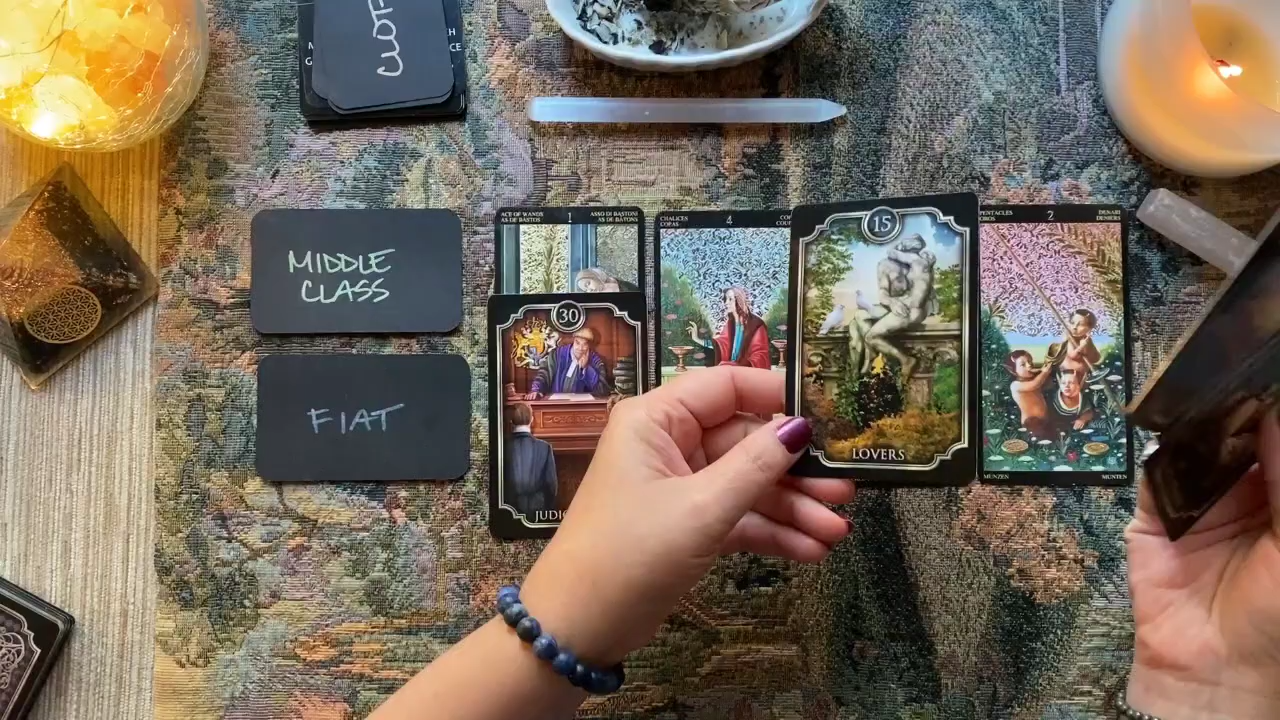 MIDDLE
CLASS
FIAT
ACE OF WANDS
AS DE BASTOS
1
ASSO DI BASTONI
AS DE BATONS
30
CHALICES
COPAS
4
15
LOVERS
PENTACLES
OROS
2
DENARI
DENIERS
MÜNZEN
MUNTEN